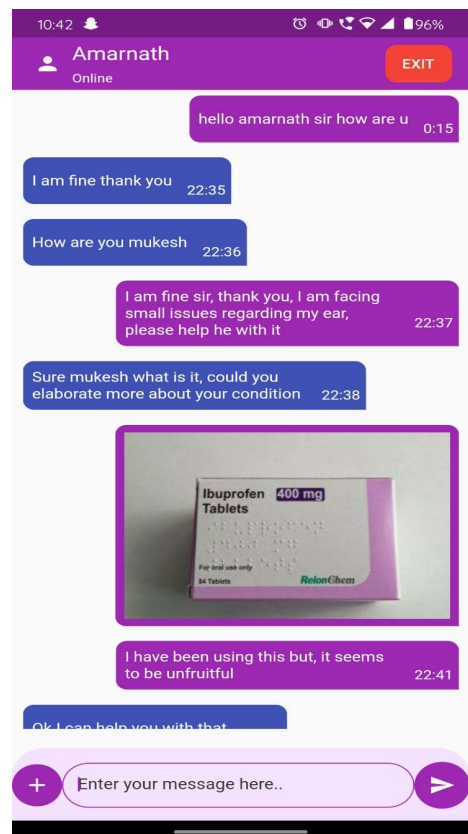 10:42
96%
Amarnath
Online
EXIT
hello amarnath sir how are u
0:15
I am fine thank you
22:35
How are you mukesh
22:36
I am fine sir, thank you, I am facing
small issues regarding my ear,
please help he with it
22:37
Sure mukesh what is it, could you
elaborate more about your condition
22:38
Ibuprofen 400 mg
Tablets
For oral use only
84 Tablets
RelonChem
I have been using this but, it seems
to be unfruitful
22:41
Ok I can help you with that
Enter your message here..